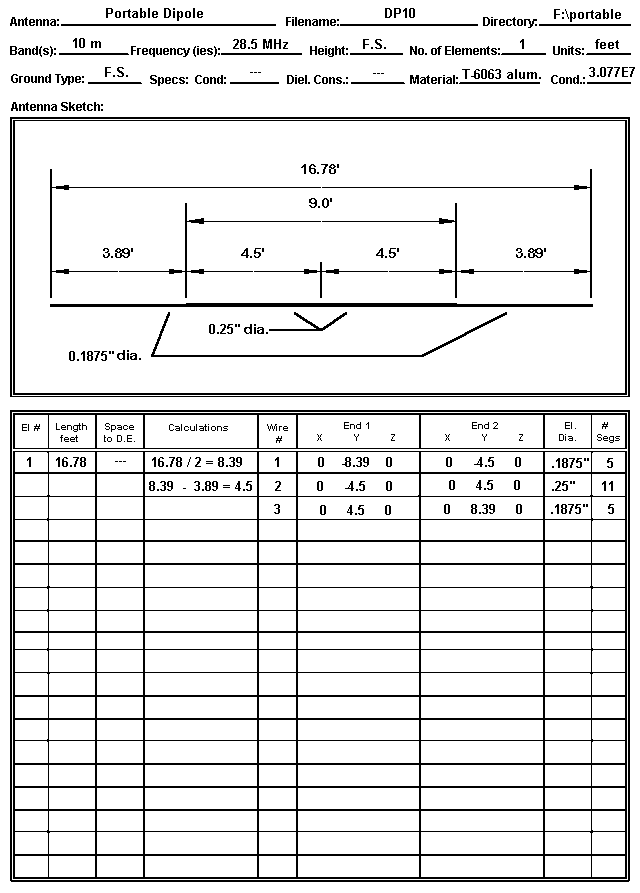 Antenna: Portable Dipole Filename: DP10 Directory: F:\portable
Band(s): 10 m Frequency (ies): 28.5 MHz Height: F.S. No. of Elements: 1 Units: feet
Ground Type: F.S. Specs: Cond: --- Diel. Cons.: --- Material: T-6063 alum. Cond.: 3.077E7
Antenna Sketch:
16.78'
9.0'
3.89' 4.5' 4.5' 3.89'
0.25" dia.
0.1875" dia.
El # Length feet Space to D.E. Calculations Wire # End 1 X Y Z End 2 X Y Z El. Dia. # Segs
1 16.78 --- 16.78 / 2 = 8.39 1 0 -8.39 0 0 -4.5 0 .1875" 5
8.39 - 3.89 = 4.5 2 0 -4.5 0 0 4.5 0 .25" 11
3 0 4.5 0 0 8.39 0 .1875" 5